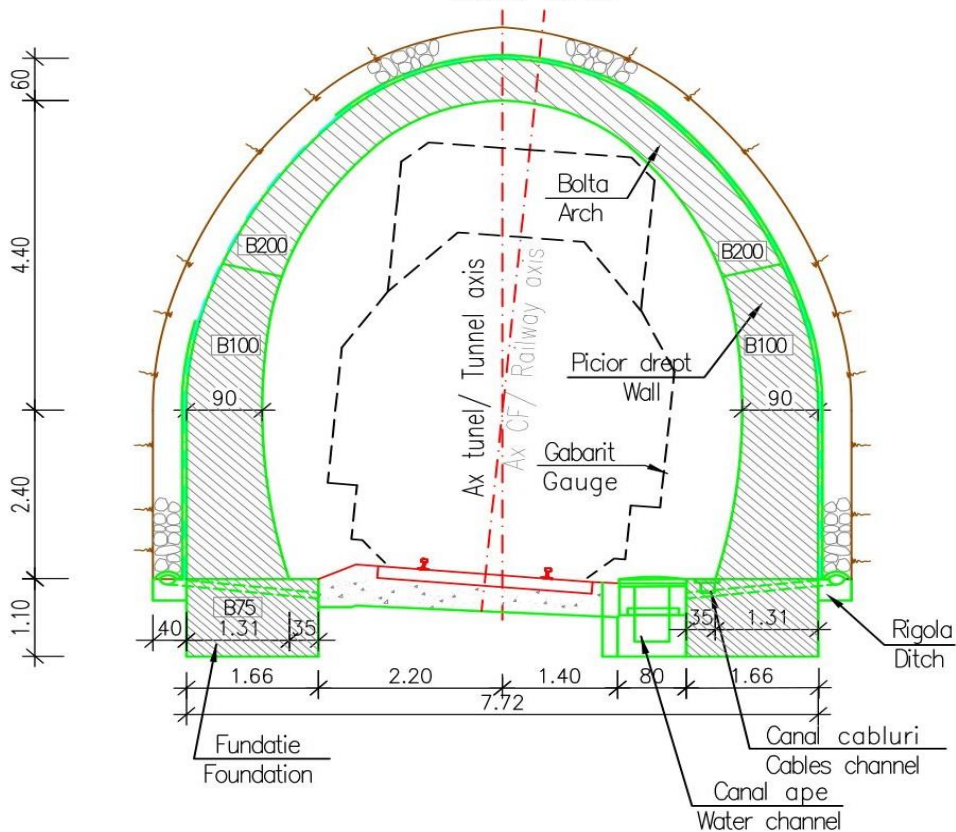 60
4.40
2.40
1.10
Bolta
Arch
B200
B200
B100
B100
Picior drept
Wall
90
90
Ax tunel/ Tunnel axis
Ax CF/ Railway axis
Gabarit
Gauge
B75
40
1.31
35
35
1.31
Rigola
Ditch
1.66
2.20
1.40
80
1.66
7.72
Fundatie
Foundation
Canal cabluri
Cables channel
Canal ape
Water channel